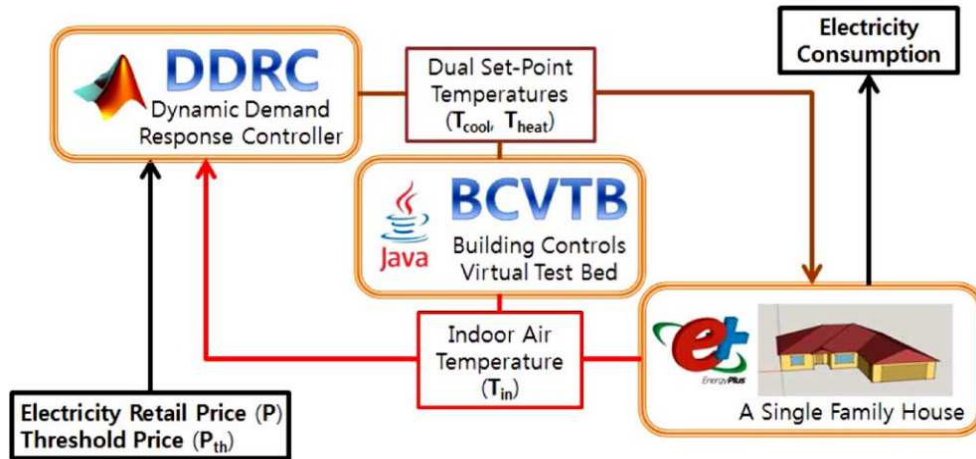 DDRC
Dynamic Demand
Response Controller
Dual Set-Point
Temperatures
(Tcool, Theat)
Electricity
Consumption
Java
BCVTB
Building Controls
Virtual Test Bed
Indoor Air
Temperature
(Tin)
e+
EnergyPlus
A Single Family House
Electricity Retail Price (P)
Threshold Price (Pth)